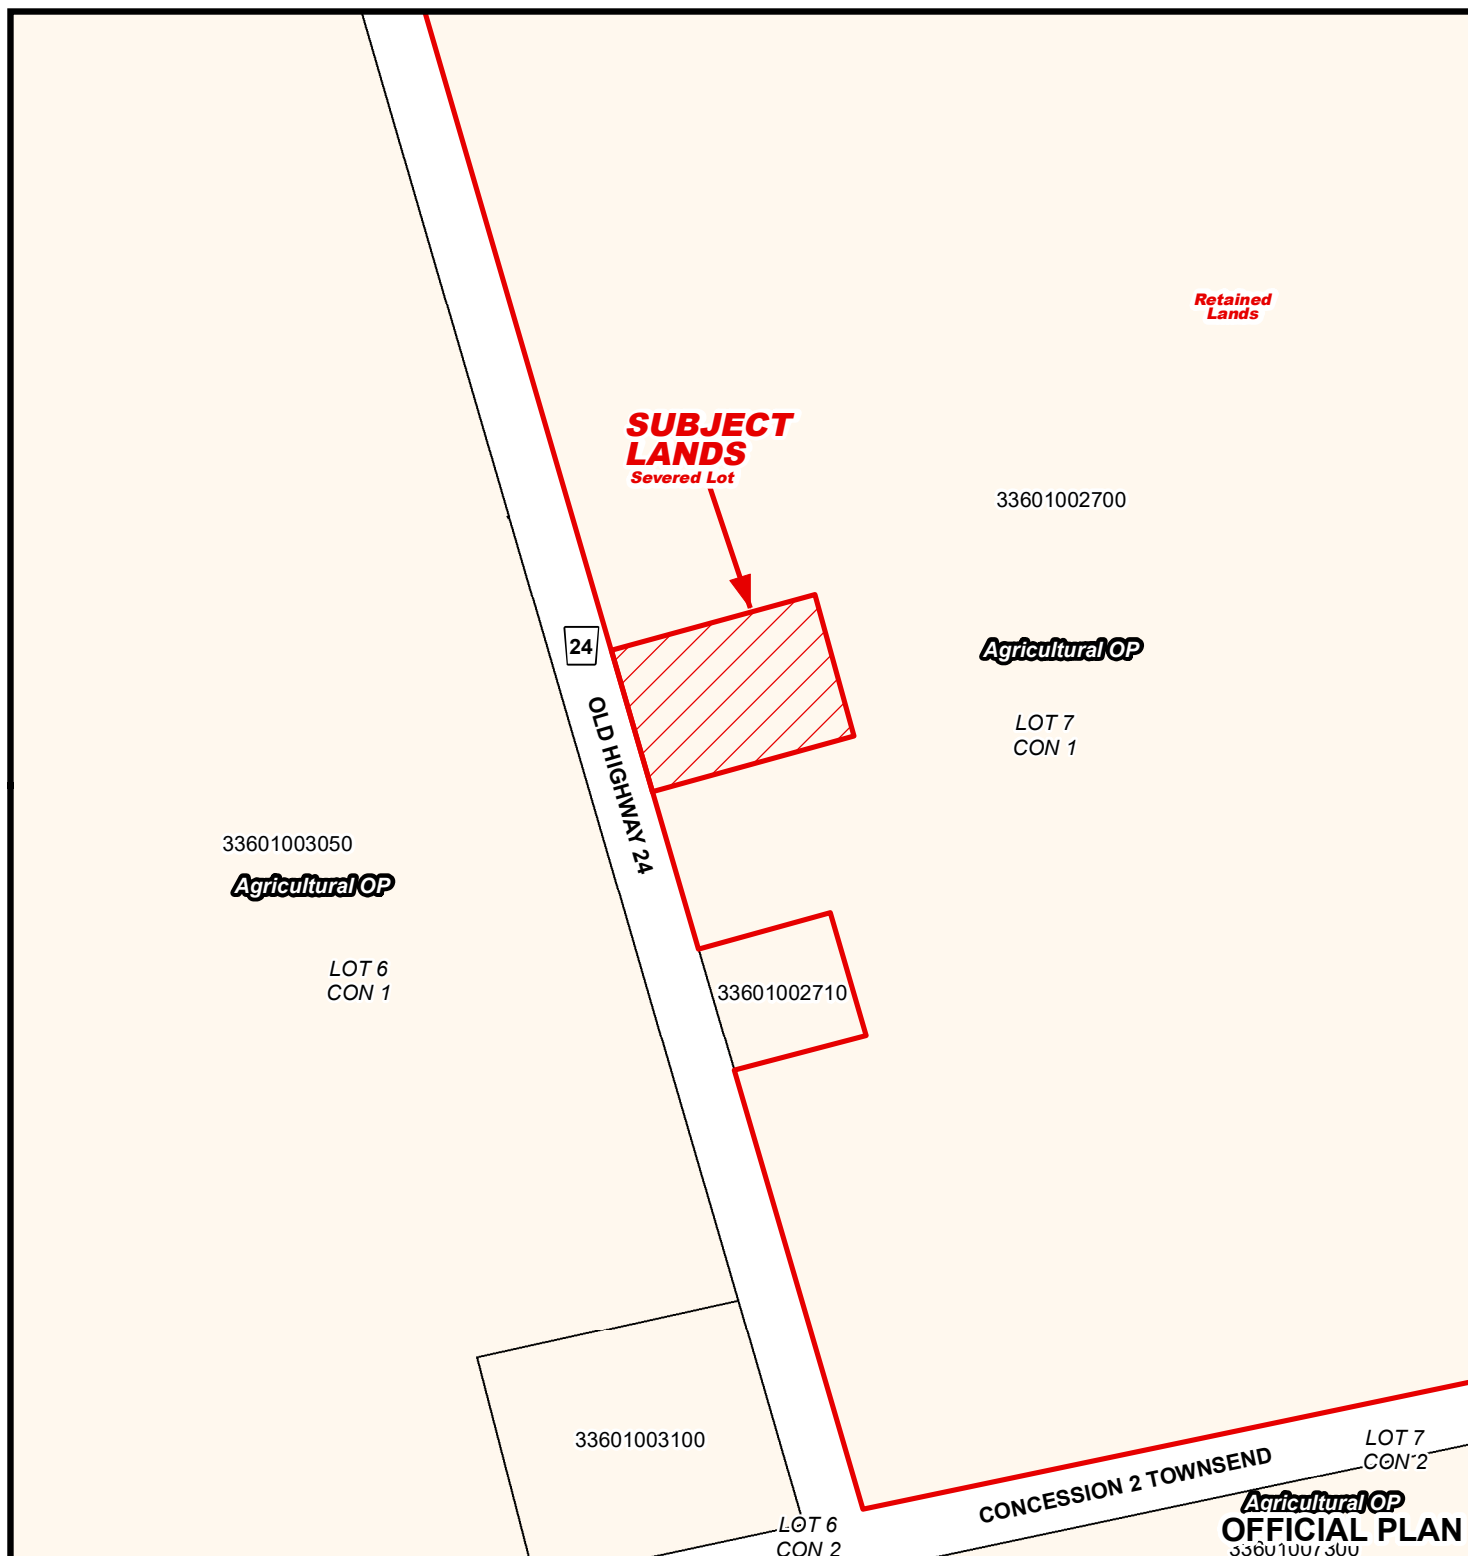 Retained
Lands
SUBJECT
LANDS
Severed Lot
33601002700
24
Agricultural OP
OLD HIGHWAY 24
LOT 7
CON 1
33601003050
Agricultural OP
LOT 6
CON 1
33601002710
33601003100
CONCESSION 2 TOWNSEND
LOT 7
CON 2
Agricultural OP
LOT 6
CON 2
OFFICIAL PLAN
33601007300